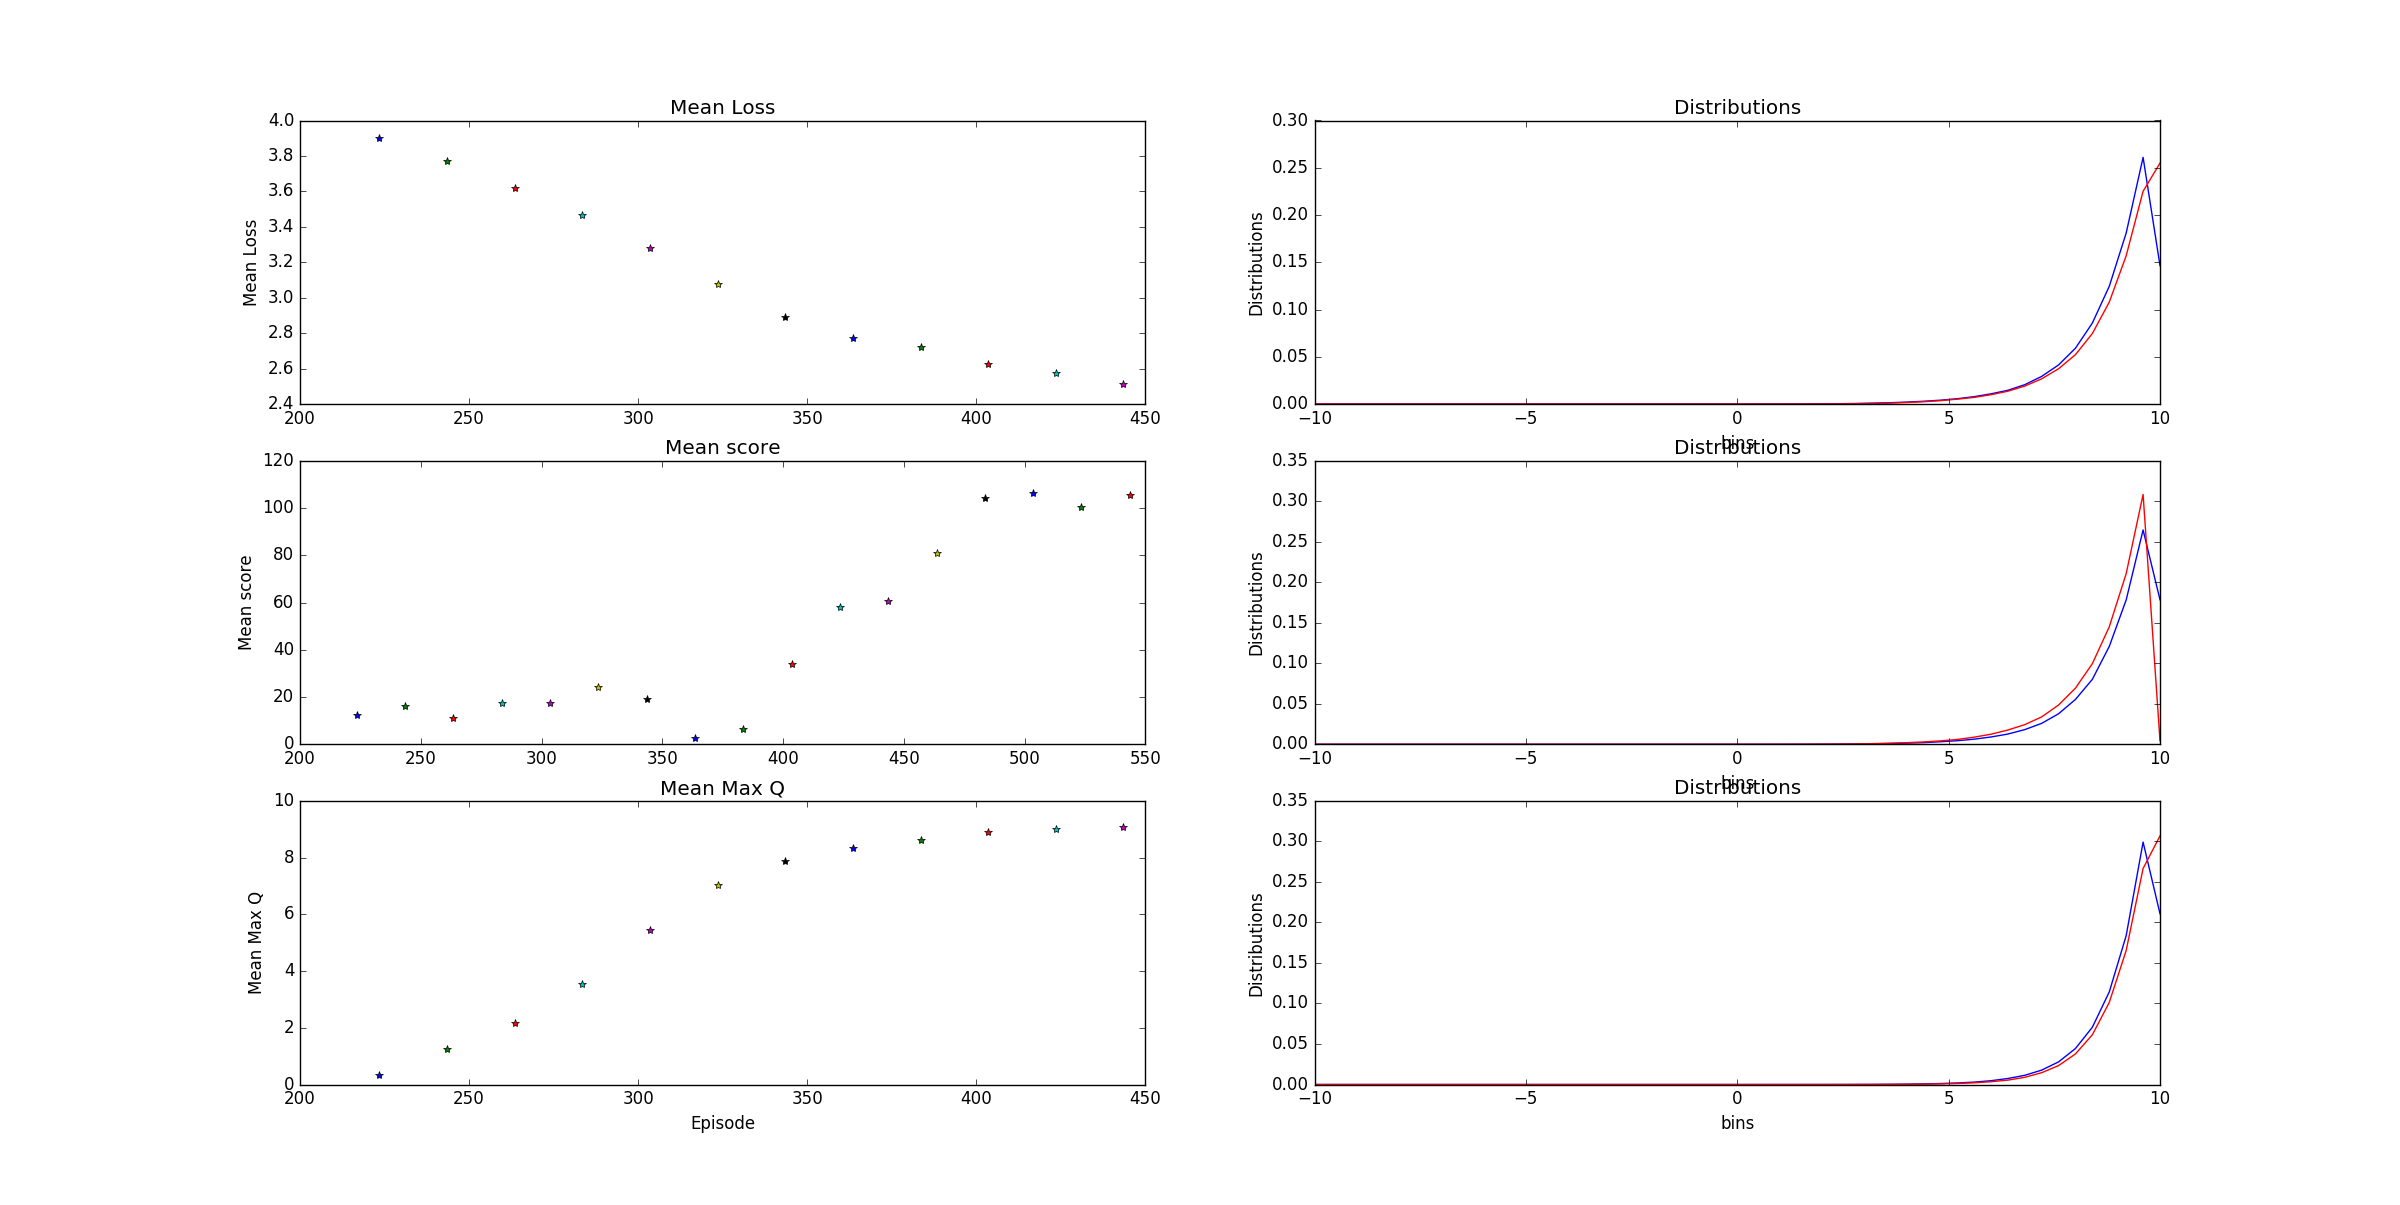 Mean Loss
Mean Loss
4.0
3.8
3.6
3.4
3.2
3.0
2.8
2.6
2.4
200 250 300 350 400 450
Distributions
Distributions
0.30
0.25
0.20
0.15
0.10
0.05
0.00
−10 −5 0 5 10
bins
Mean score
Mean score
120
100
80
60
40
20
0
200 250 300 350 400 450 500 550
Distributions
Distributions
0.35
0.30
0.25
0.20
0.15
0.10
0.05
0.00
−10 −5 0 5 10
bins
Mean Max Q
Mean Max Q
10
8
6
4
2
0
200 250 300 350 400 450
Episode
Distributions
Distributions
0.35
0.30
0.25
0.20
0.15
0.10
0.05
0.00
−10 −5 0 5 10
bins